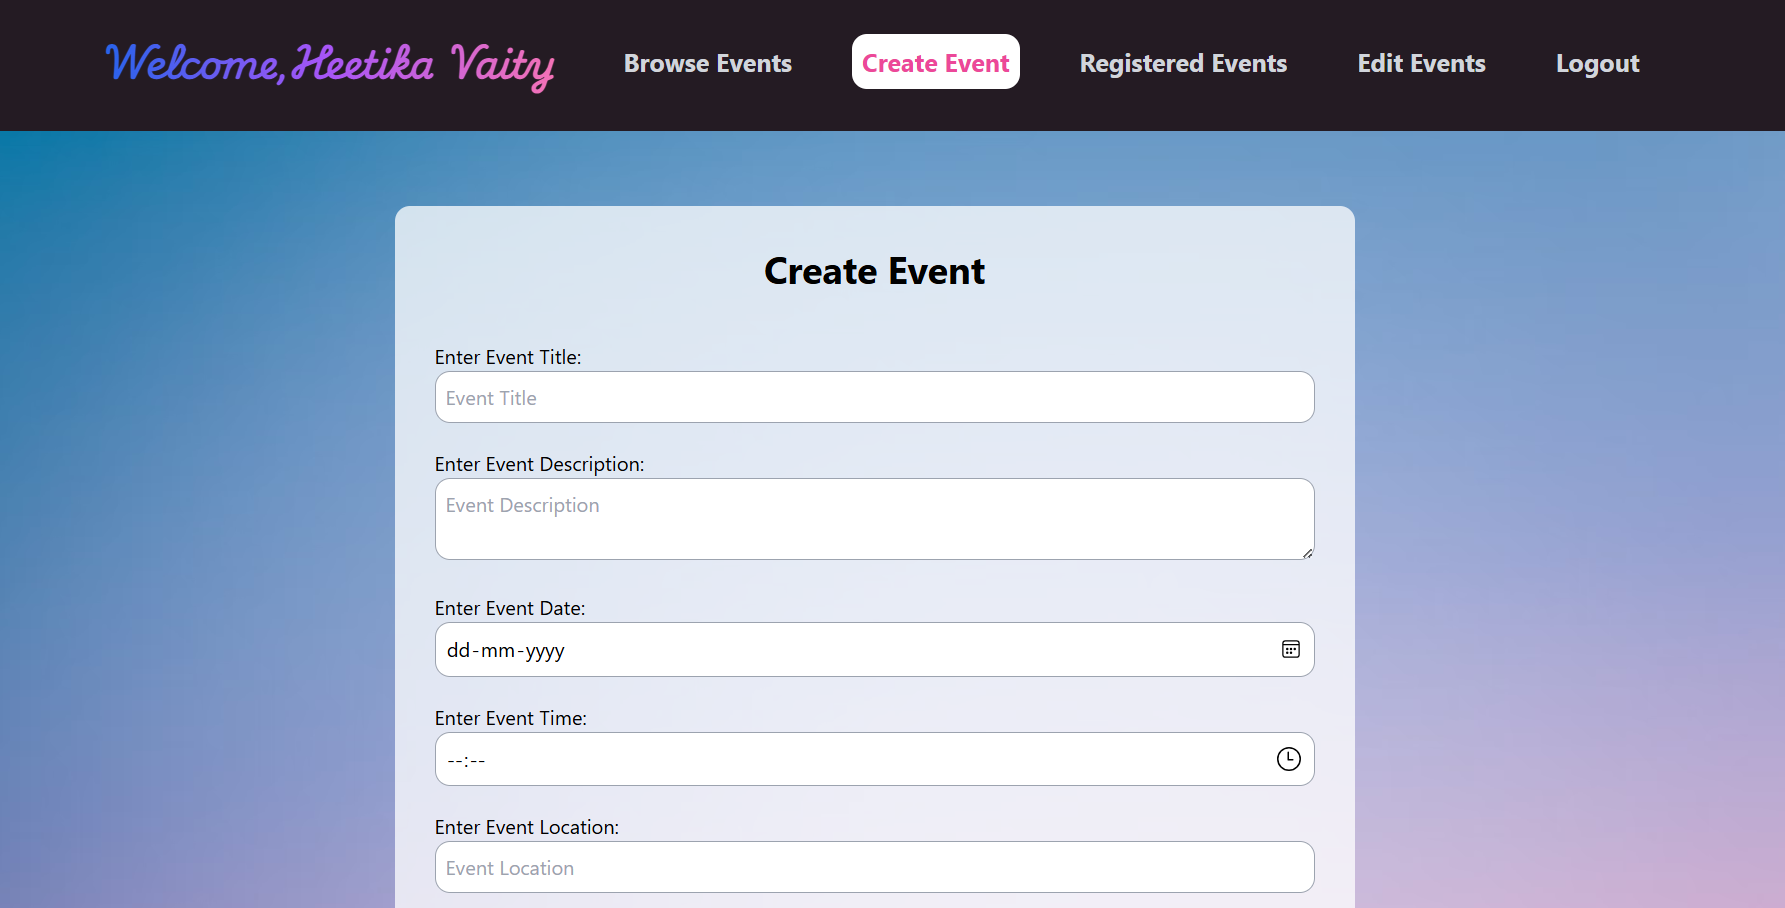 Welcome, Heetika Vaity Browse Events Create Event Registered Events Edit Events Logout
Create Event
Enter Event Title:
Event Title
Enter Event Description:
Event Description
Enter Event Date:
dd-mm-yyyy
Enter Event Time:
--:--
Enter Event Location:
Event Location